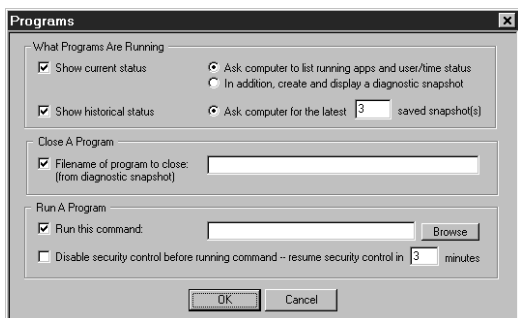 Programs
What Programs Are Running
Show current status
Ask computer to list running apps and user/time status
In addition, create and display a diagnostic snapshot
Show historical status
Ask computer for the latest 3 saved snapshot(s)
Close A Program
Filename of program to close:
(from diagnostic snapshot)
Run A Program
Run this command:
Browse
Disable security control before running command -- resume security control in 3 minutes
OK Cancel